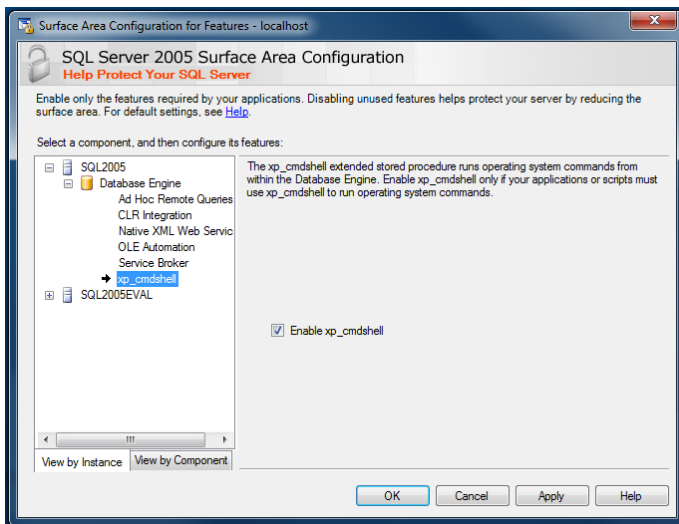 Surface Area Configuration for Features - localhost
SQL Server 2005 Surface Area Configuration
Help Protect Your SQL Server
Enable only the features required by your applications. Disabling unused features helps protect your server by reducing the
surface area. For default settings, see Help.
Select a component, and then configure its features:
SQL2005
Database Engine
Ad Hoc Remote Queries
CLR Integration
Native XML Web Servic
OLE Automation
Service Broker
xp_cmdshell
SQL2005EVAL
View by Instance
View by Component
The xp_cmdshell extended stored procedure runs operating system commands from
within the Database Engine. Enable xp_cmdshell only if your applications or scripts must
use xp_cmdshell to run operating system commands.
Enable xp_cmdshell
OK
Cancel
Apply
Help